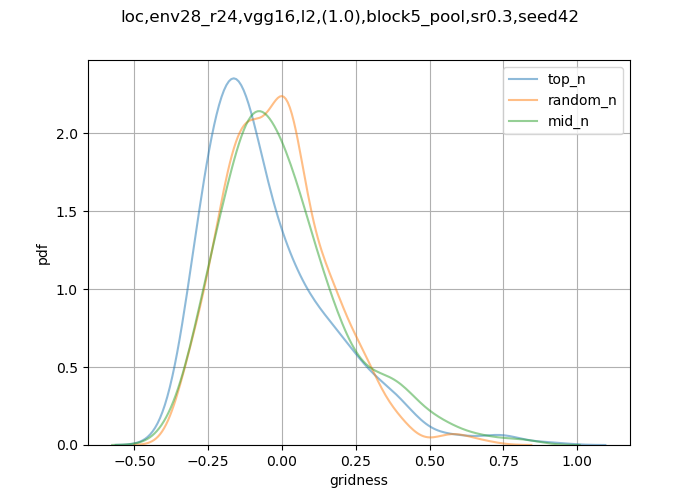 loc,env28_r24,vgg16,l2,(1.0),block5_pool,sr0.3,seed42
top_n
random_n
mid_n
pdf
2.0
1.5
1.0
0.5
0.0
−0.50 −0.25 0.00 0.25 0.50 0.75 1.00
gridness